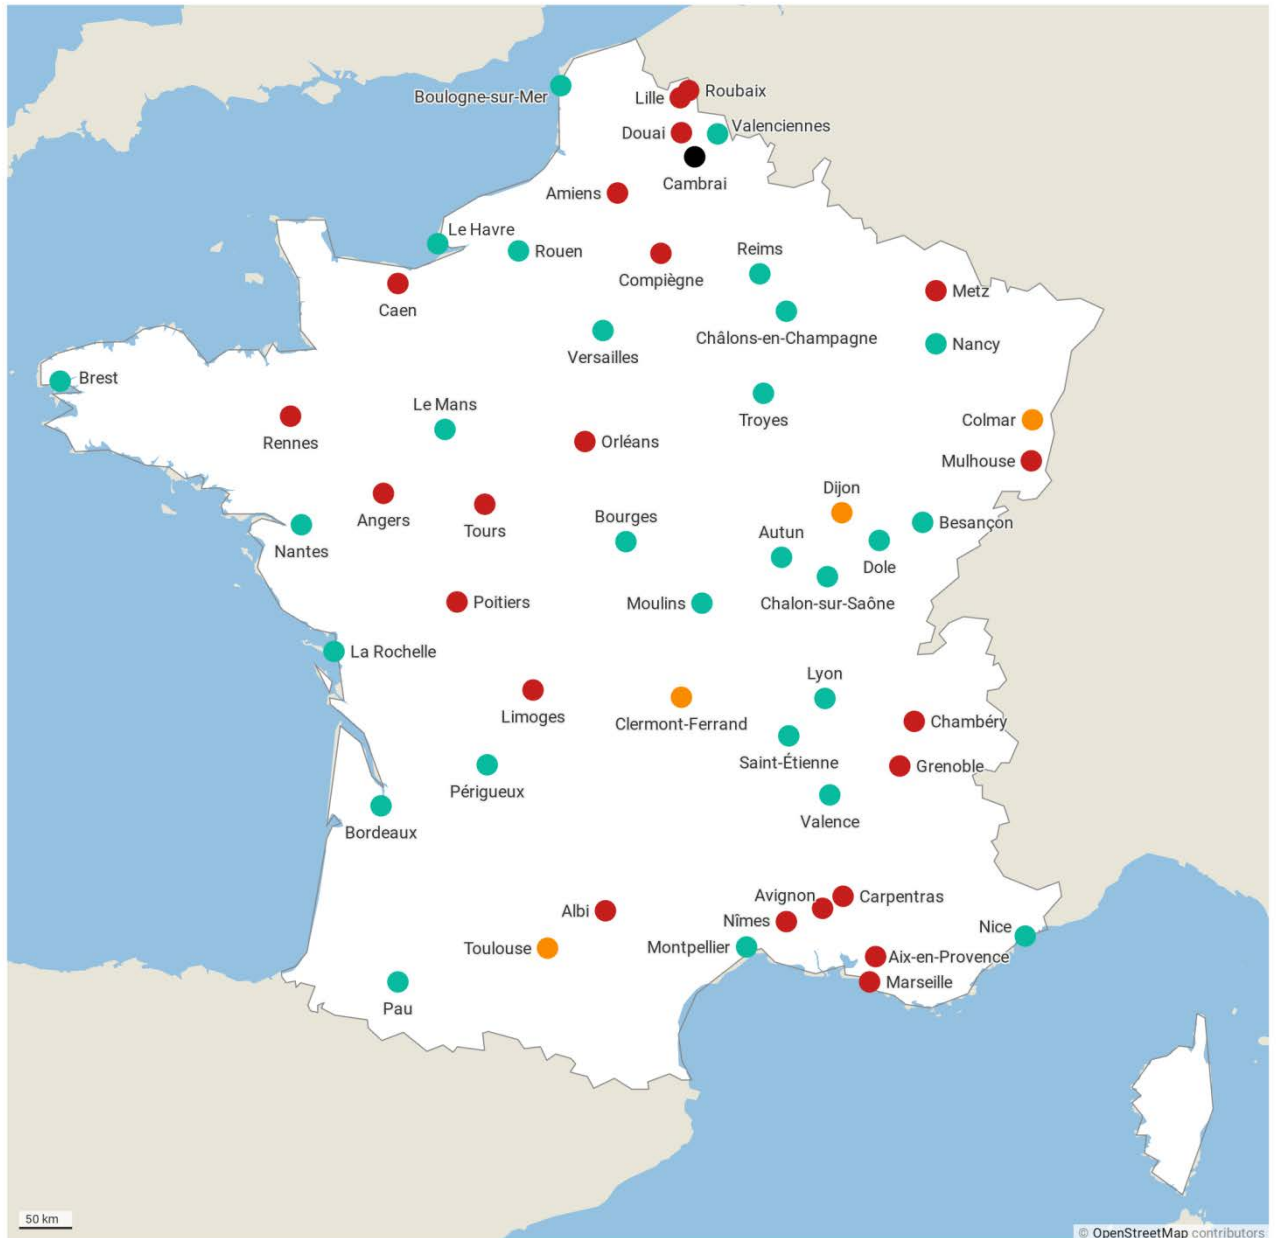 Boulogne-sur-Mer
Roubaix
Lille
Valenciennes
Douai
Cambrai
Amiens
Le Havre
Rouen
Reims
Compiègne
Metz
Caen
Châlons-en-Champagne
Nancy
Versailles
Brest
Le Mans
Troyes
Colmar
Rennes
Orléans
Mulhouse
Dijon
Angers
Tours
Bourges
Besançon
Autun
Nantes
Dole
Poitiers
Moulins
Chalon-sur-Saône
La Rochelle
Lyon
Limoges
Clermont-Ferrand
Chambéry
Saint-Étienne
Grenoble
Périgueux
Valence
Bordeaux
Avignon
Carpentras
Albi
Nîmes
Nice
Toulouse
Montpellier
Aix-en-Provence
Marseille
Pau
50 km
© OpenStreetMap contributors